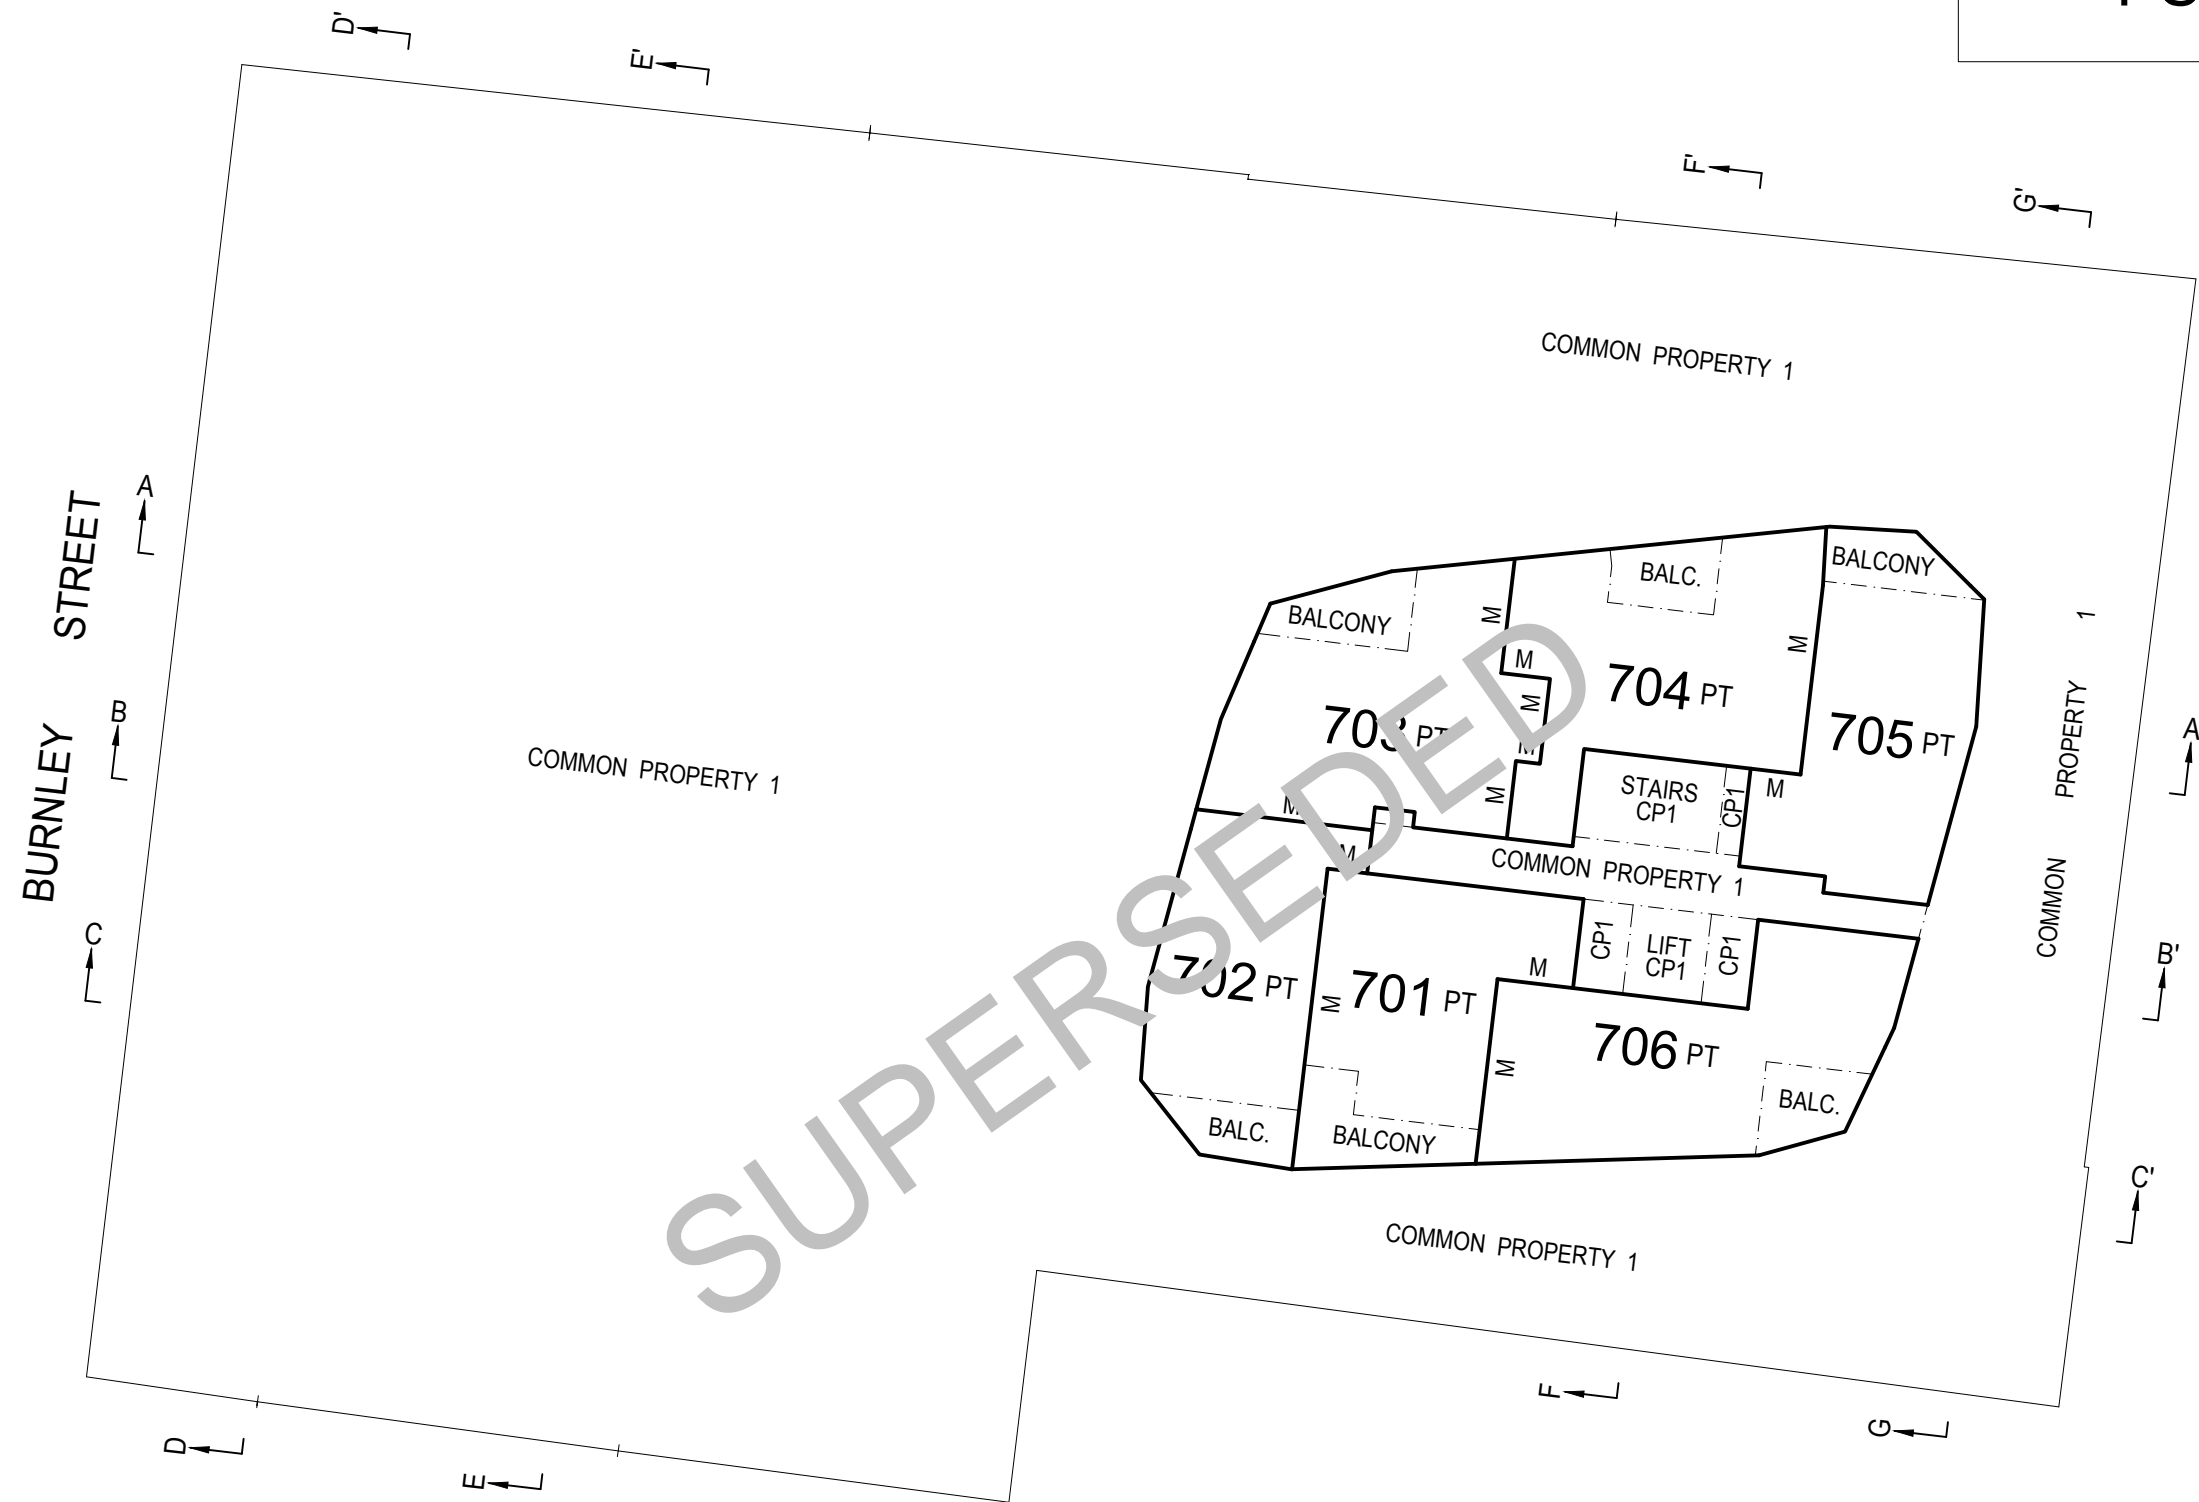 D'
E'
F'
G'
COMMON PROPERTY 1
A
STREET
BURNLEY
B
C
COMMON PROPERTY 1
BALCONY
BALC.
BALCONY
M
M
M
M
M
M
M
M
M
M
M
M
703 PT
704 PT
705 PT
STAIRS
CP1
CP1
COMMON PROPERTY 1
COMMON PROPERTY 1
CP1
LIFT
CP1
CP1
702 PT
701 PT
706 PT
BALC.
BALCONY
BALC.
SUPERSEDED
COMMON PROPERTY 1
A
B'
C'
D
E
F
G